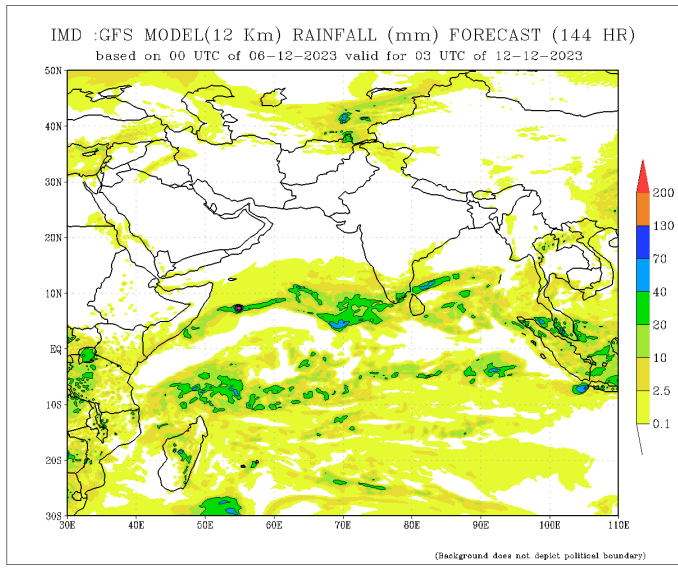 IMD :GFS MODEL(12 Km) RAINFALL (mm) FORECAST (144 HR)
based on 00 UTC of 06-12-2023 valid for 03 UTC of 12-12-2023
50N
40N
30N
20N
10N
EQ
10S
20S
30S
30E 40E 50E 60E 70E 80E 90E 100E 110E
200
130
70
40
20
10
2.5
0.1
(Background does not depict political boundary)